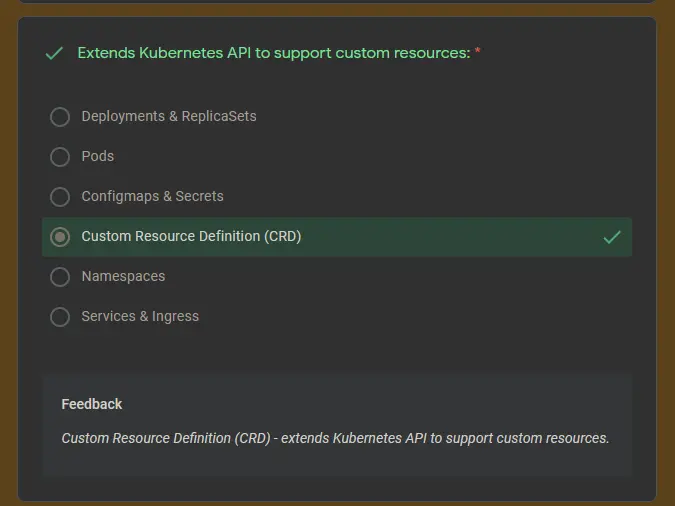 Extends Kubernetes API to support custom resources: *
Deployments & ReplicaSets
Pods
Configmaps & Secrets
Custom Resource Definition (CRD)
Namespaces
Services & Ingress
Feedback
Custom Resource Definition (CRD) - extends Kubernetes API to support custom resources.